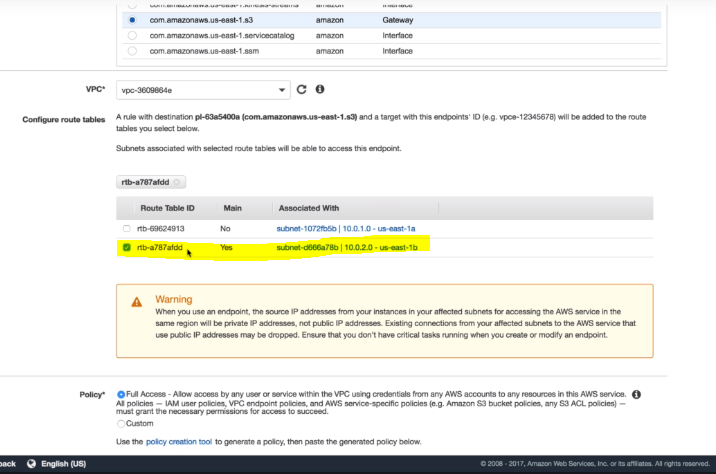 com.amazonaws.us-east-1.kinesis-streams amazon Interface
com.amazonaws.us-east-1.s3 amazon Gateway
com.amazonaws.us-east-1.servicecatalog amazon Interface
com.amazonaws.us-east-1.ssm amazon Interface
VPC* vpc-3609864e
Configure route tables A rule with destination pl-63a5400a (com.amazonaws.us-east-1.s3) and a target with this endpoints' ID (e.g. vpce-12345678) will be added to the route
tables you select below.
Subnets associated with selected route tables will be able to access this endpoint.
rtb-a787afdd
Route Table ID Main Associated With
rtb-69624913 No subnet-1072fb5b | 10.0.1.0 - us-east-1a
rtb-a787afdd Yes subnet-d666a78b | 10.0.2.0 - us-east-1b
Warning
When you use an endpoint, the source IP addresses from your instances in your affected subnets for accessing the AWS service in the
same region will be private IP addresses, not public IP addresses. Existing connections from your affected subnets to the AWS service that
use public IP addresses may be dropped. Ensure that you don't have critical tasks running when you create or modify an endpoint.
Policy* Full Access - Allow access by any user or service within the VPC using credentials from any AWS accounts to any resources in this AWS service.
All policies — IAM user policies, VPC endpoint policies, and AWS service-specific policies (e.g. Amazon S3 bucket policies, any S3 ACL policies) —
must grant the necessary permissions for access to succeed.
Custom
Use the policy creation tool to generate a policy, then paste the generated policy below.
back English (US) © 2008 - 2017, Amazon Web Services, Inc. or its affiliates. All rights reserved.